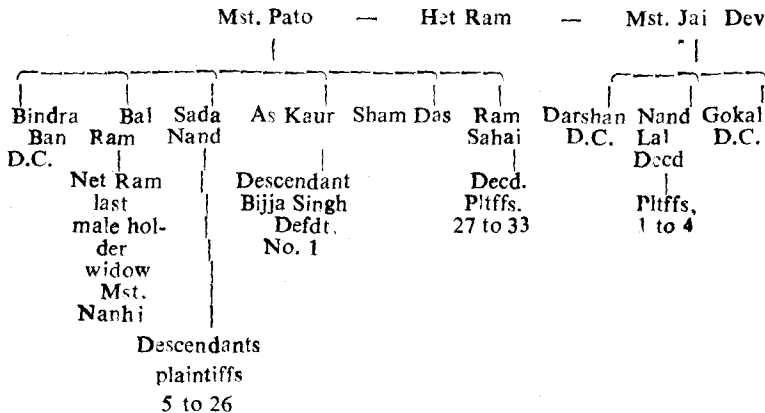 Mst. Pato — Het Ram — Mst. Jai Dev
Bindra Bal Sada As Kaur Sham Das Ram Darshan Nand Gokal
Ban Ram Nand Sahai D.C. Lal D.C.
D.C. Decd
Net Ram Descendant Decd. Pltffs,
last Bijja Singh Pltffs. 1 to 4
male hol- Defdt. 27 to 33
der No. 1
widow
Mst.
Nanhi
Descendants
plaintiffs
5 to 26